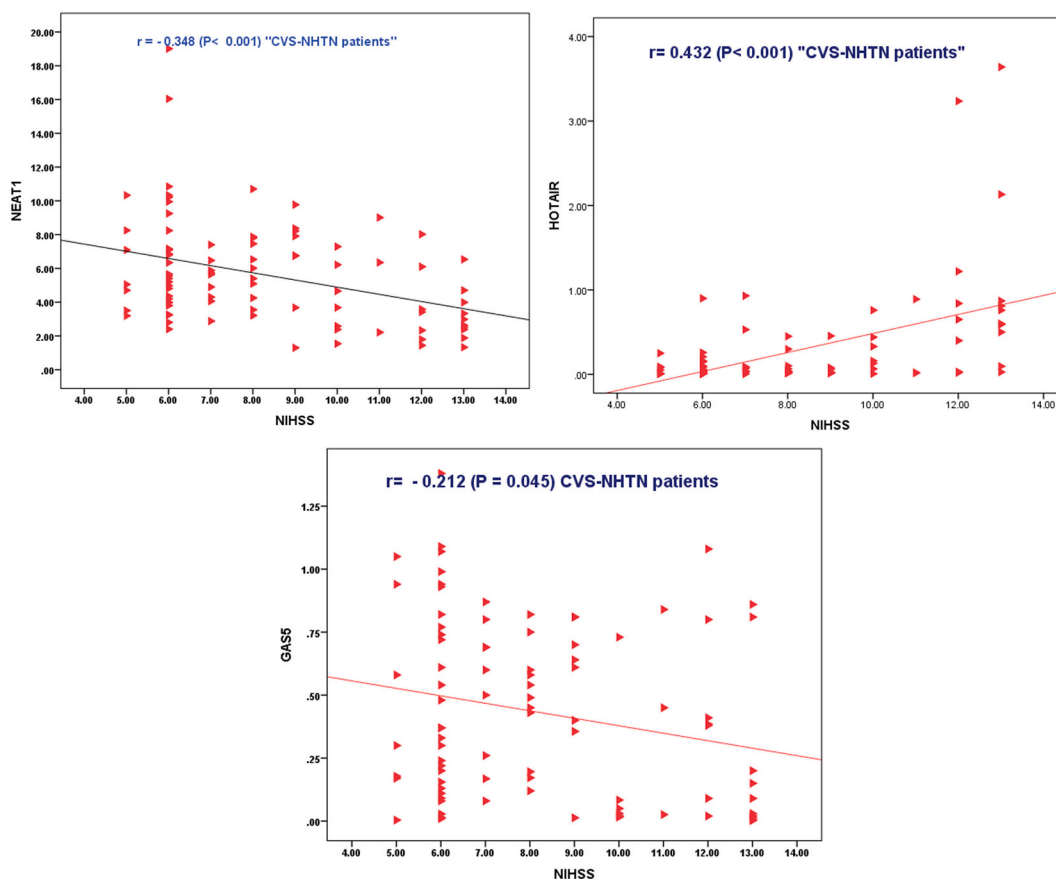 r = - 0.348 (P< 0.001) "CVS-NHTN patients"
20.00
18.00
16.00
14.00
12.00
10.00
8.00
6.00
4.00
2.00
.00
NEAT1
4.00 5.00 6.00 7.00 8.00 9.00 10.00 11.00 12.00 13.00 14.00
NIHSS
r= 0.432 (P< 0.001) "CVS-NHTN patients"
4.00
3.00
2.00
1.00
.00
HOTAIR
4.00 6.00 8.00 10.00 12.00 14.00
NIHSS
r= - 0.212 (P = 0.045) CVS-NHTN patients
1.25
1.00
.75
.50
.25
.00
GAS5
4.00 5.00 6.00 7.00 8.00 9.00 10.00 11.00 12.00 13.00 14.00
NIHSS